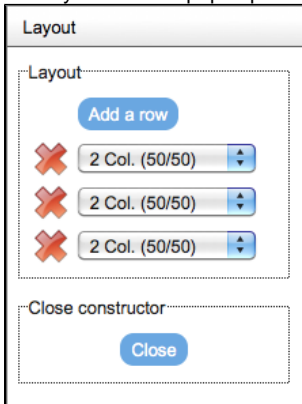 Layout
Layout
Add a row
2 Col. (50/50)
2 Col. (50/50)
2 Col. (50/50)
Close constructor
Close